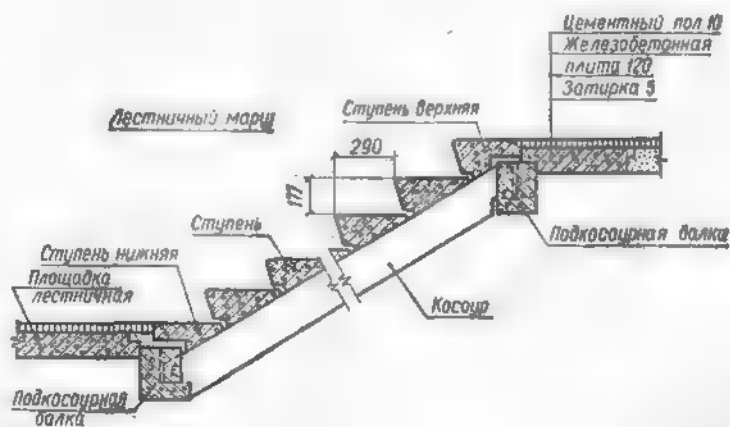 Цементный пол 10
Железобетонная
плита 120
Затирка 5
Ступень верхняя
Лестничный марш
290
177
Ступень
Подкосоурная балка
Ступень нижняя
Площадка
лестничная
Косоур
Подкосоурная
балка